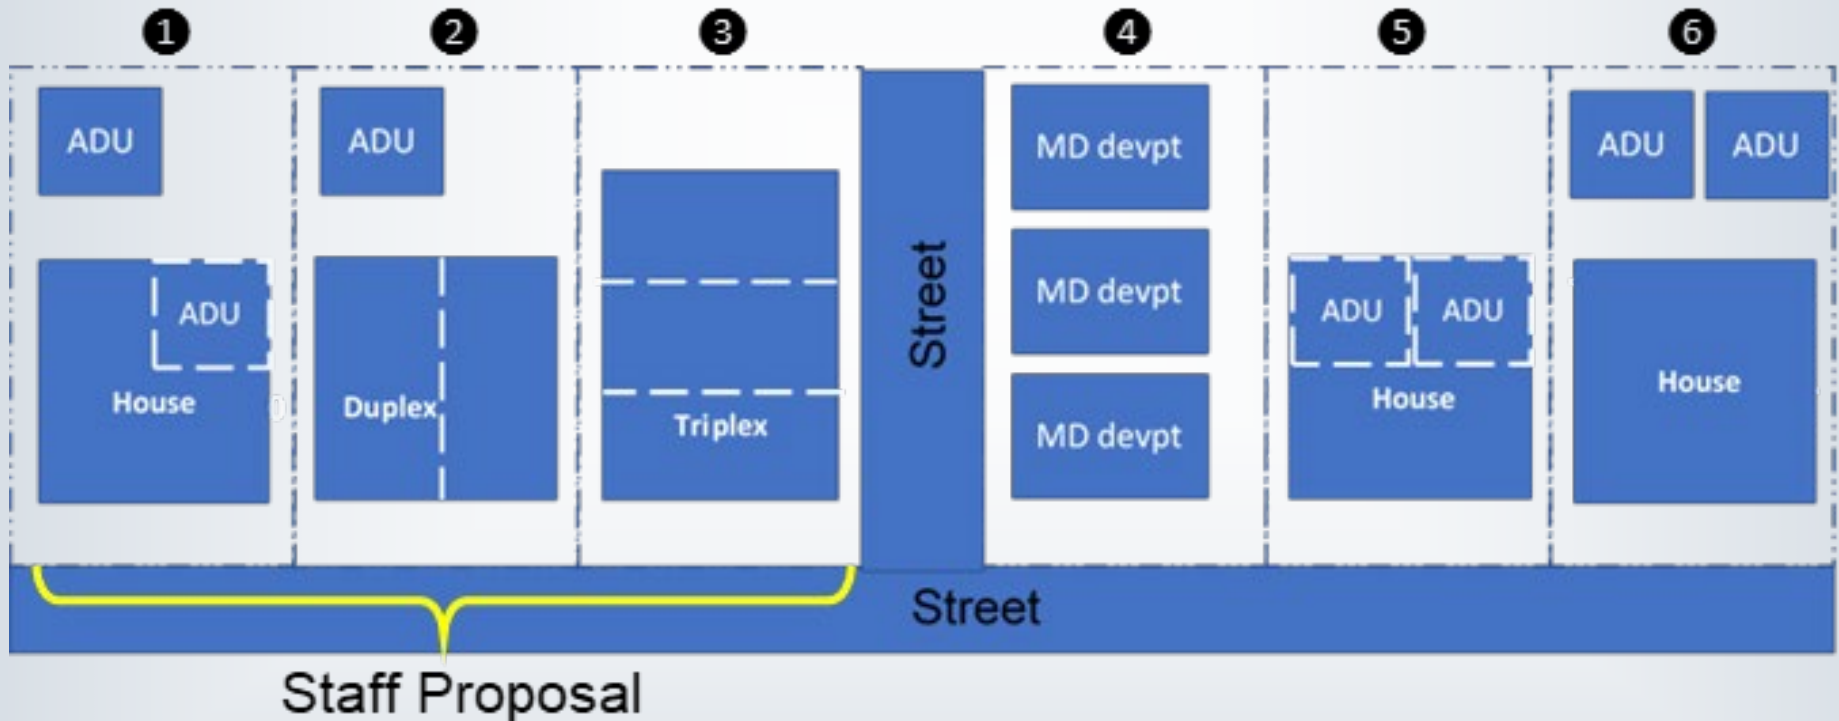 1
2
3
4
5
6
ADU
ADU
House
ADU
Duplex
Triplex
Street
MD devpt
MD devpt
MD devpt
ADU
ADU
House
ADU
ADU
House
Street
Staff Proposal